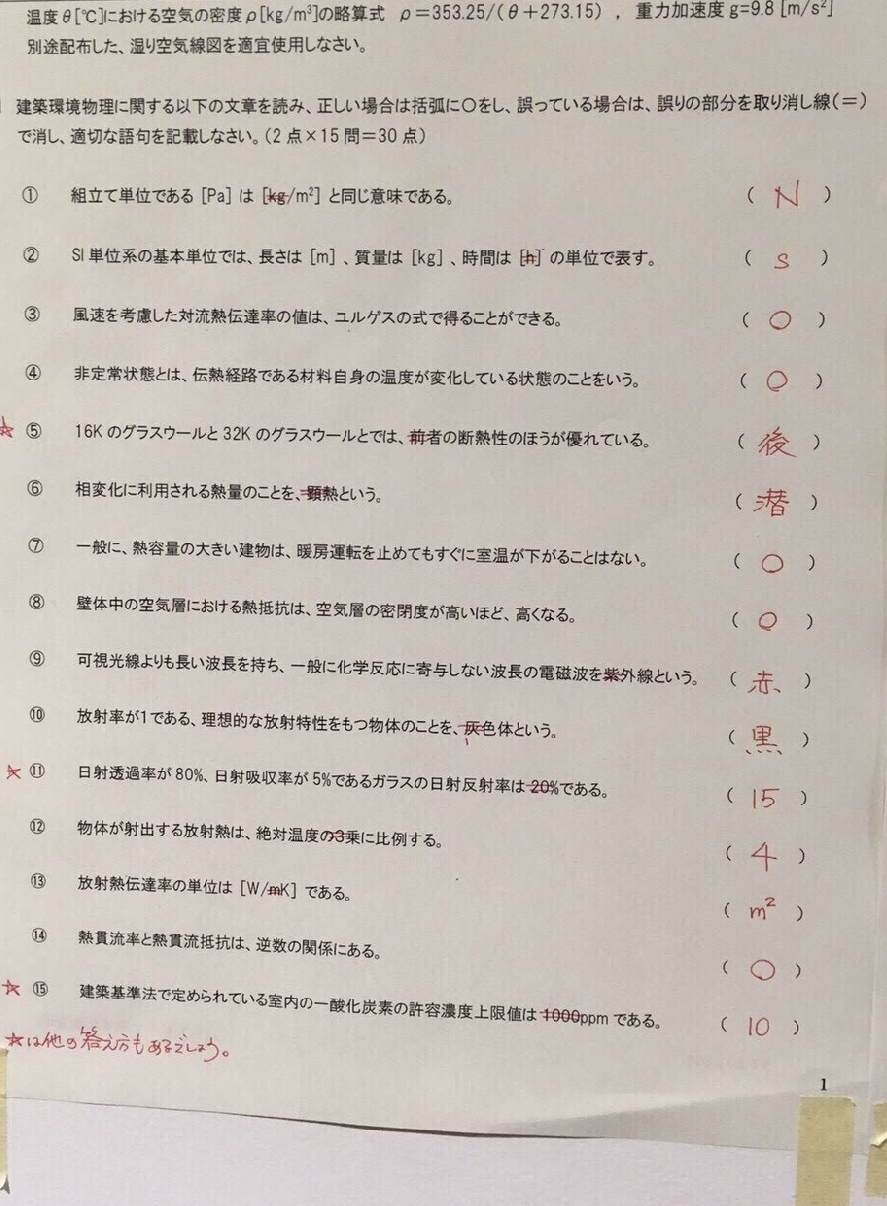 温度θ[℃]における空気の密度ρ[kg/m³]の略算式 ρ=353.25/(θ+273.15) , 重力加速度 g=9.8 [m/s²]
別途配布した、湿り空気線図を適宜使用しなさい。
建築環境物理に関する以下の文章を読み、正しい場合は括弧に○をし、誤っている場合は、誤りの部分を取り消し線(=)
で消し、適切な語句を記載しなさい。(2点×15問=30点)
① 組立て単位である [Pa] は [kg/m²] と同じ意味である。 ( N )
② SI単位系の基本単位では、長さは [m] 、質量は [kg] 、時間は [h] の単位で表す。 ( s )
③ 風速を考慮した対流熱伝達率の値は、ユルゲスの式で得ることができる。 ( ○ )
④ 非定常状態とは、伝熱経路である材料自身の温度が変化している状態のことをいう。 ( ○ )
☆ ⑤ 16Kのグラスウールと32Kのグラスウールとでは、前者の断熱性のほうが優れている。 ( 後 )
⑥ 相変化に利用される熱量のことを、顕熱という。 ( 潜 )
⑦ 一般に、熱容量の大きい建物は、暖房運転を止めてもすぐに室温が下がることはない。 ( ○ )
⑧ 壁体中の空気層における熱抵抗は、空気層の密閉度が高いほど、高くなる。 ( ○ )
⑨ 可視光線よりも長い波長を持ち、一般に化学反応に寄与しない波長の電磁波を紫外線という。 ( 赤 )
⑩ 放射率が1である、理想的な放射特性をもつ物体のことを、灰色体という。 ( 黒 )
☆ ⑪ 日射透過率が80%、日射吸収率が5%であるガラスの日射反射率は20%である。 ( 15 )
⑫ 物体が射出する放射熱は、絶対温度の3乗に比例する。 ( 4 )
⑬ 放射熱伝達率の単位は [W/mK] である。 ( m² )
⑭ 熱貫流率と熱貫流抵抗は、逆数の関係にある。 ( ○ )
☆ ⑮ 建築基準法で定められている室内の一酸化炭素の許容濃度上限値は1000ppmである。 ( 10 )
☆は他の答え方もあるでしょう。
1